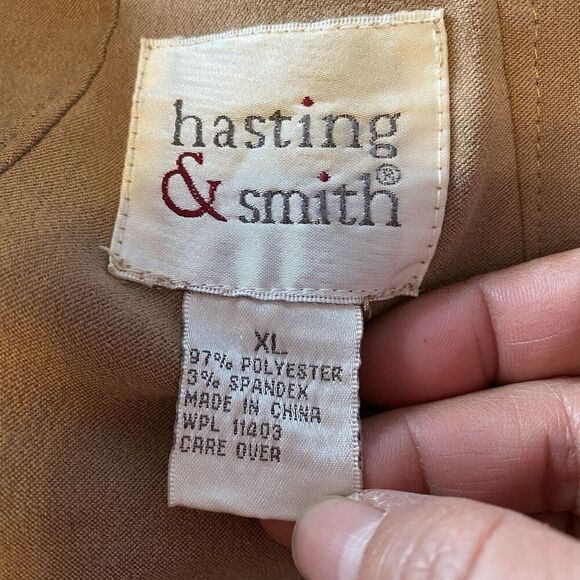 hasting
& smith®
XL
97% POLYESTER
3% SPANDEX
MADE IN CHINA
WPL 11403
CARE OVER